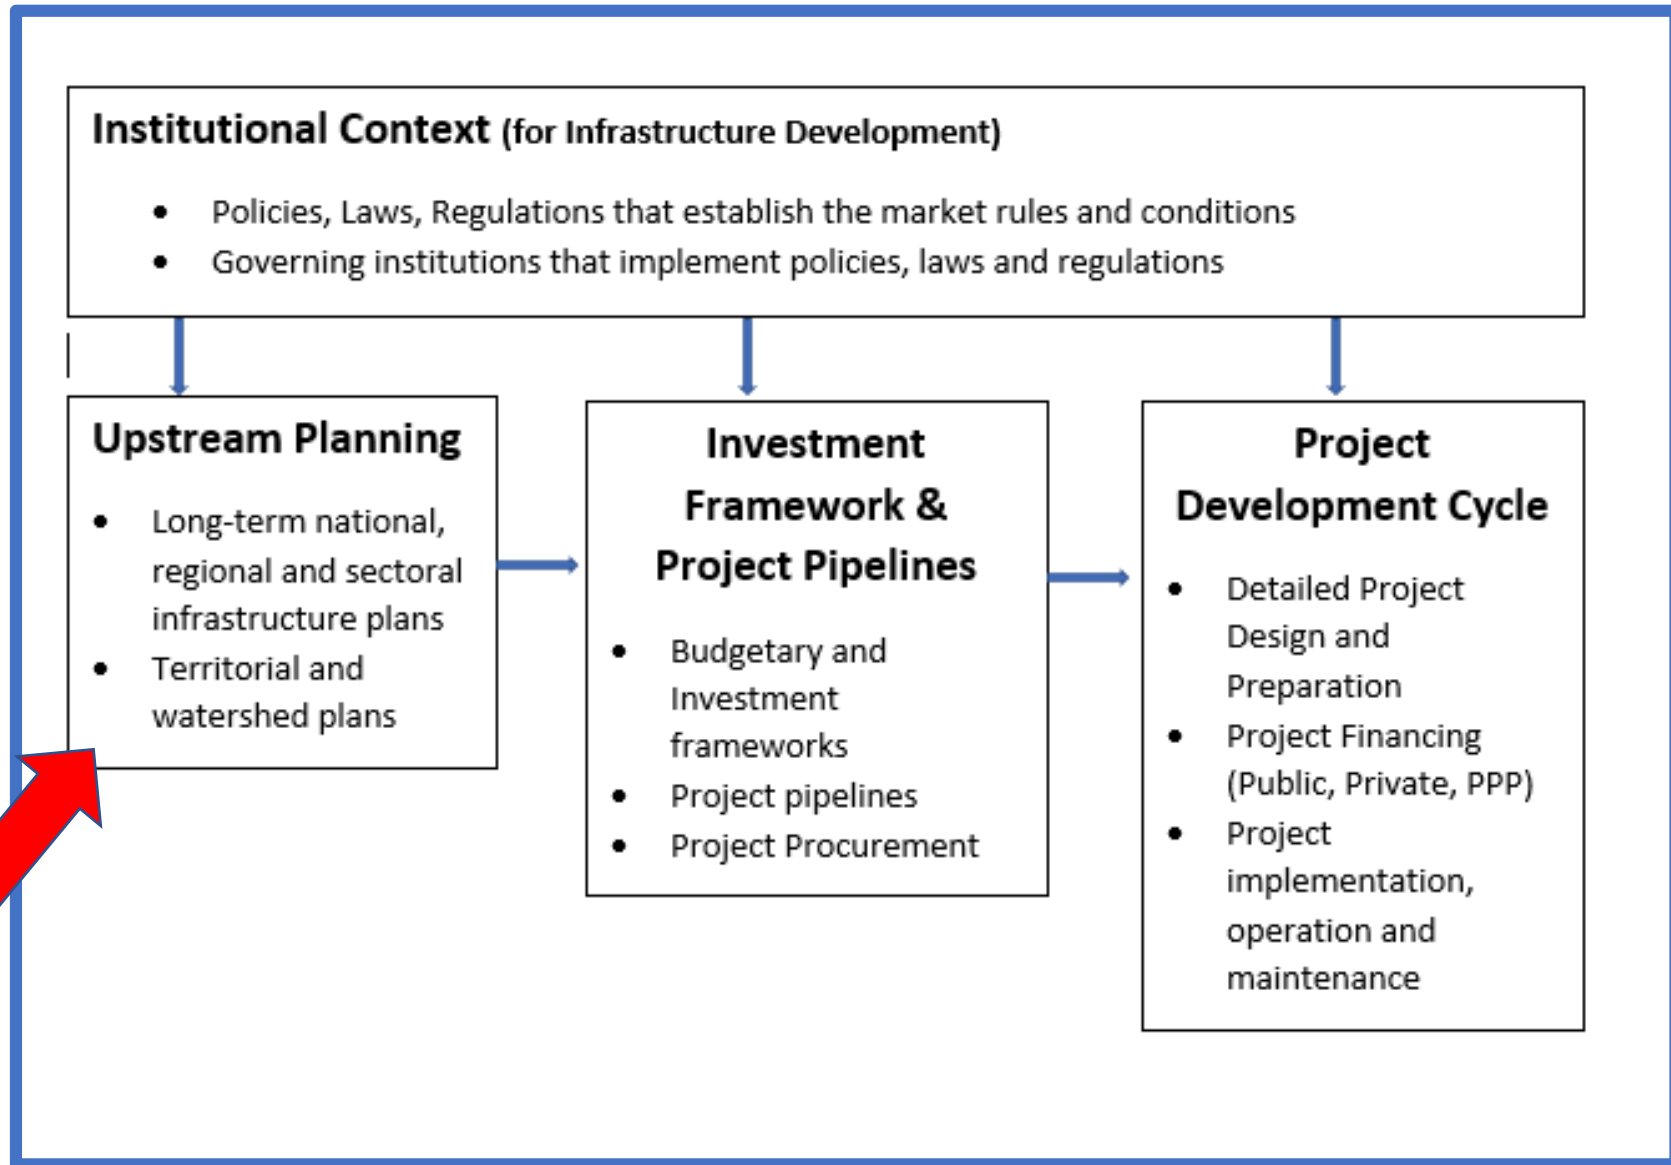 Institutional Context (for Infrastructure Development)
• Policies, Laws, Regulations that establish the market rules and conditions
• Governing institutions that implement policies, laws and regulations
Upstream Planning
• Long-term national,
regional and sectoral
infrastructure plans
• Territorial and
watershed plans
Investment
Framework &
Project Pipelines
• Budgetary and
Investment
frameworks
• Project pipelines
• Project Procurement
Project
Development Cycle
• Detailed Project
Design and
Preparation
• Project Financing
(Public, Private, PPP)
• Project
implementation,
operation and
maintenance